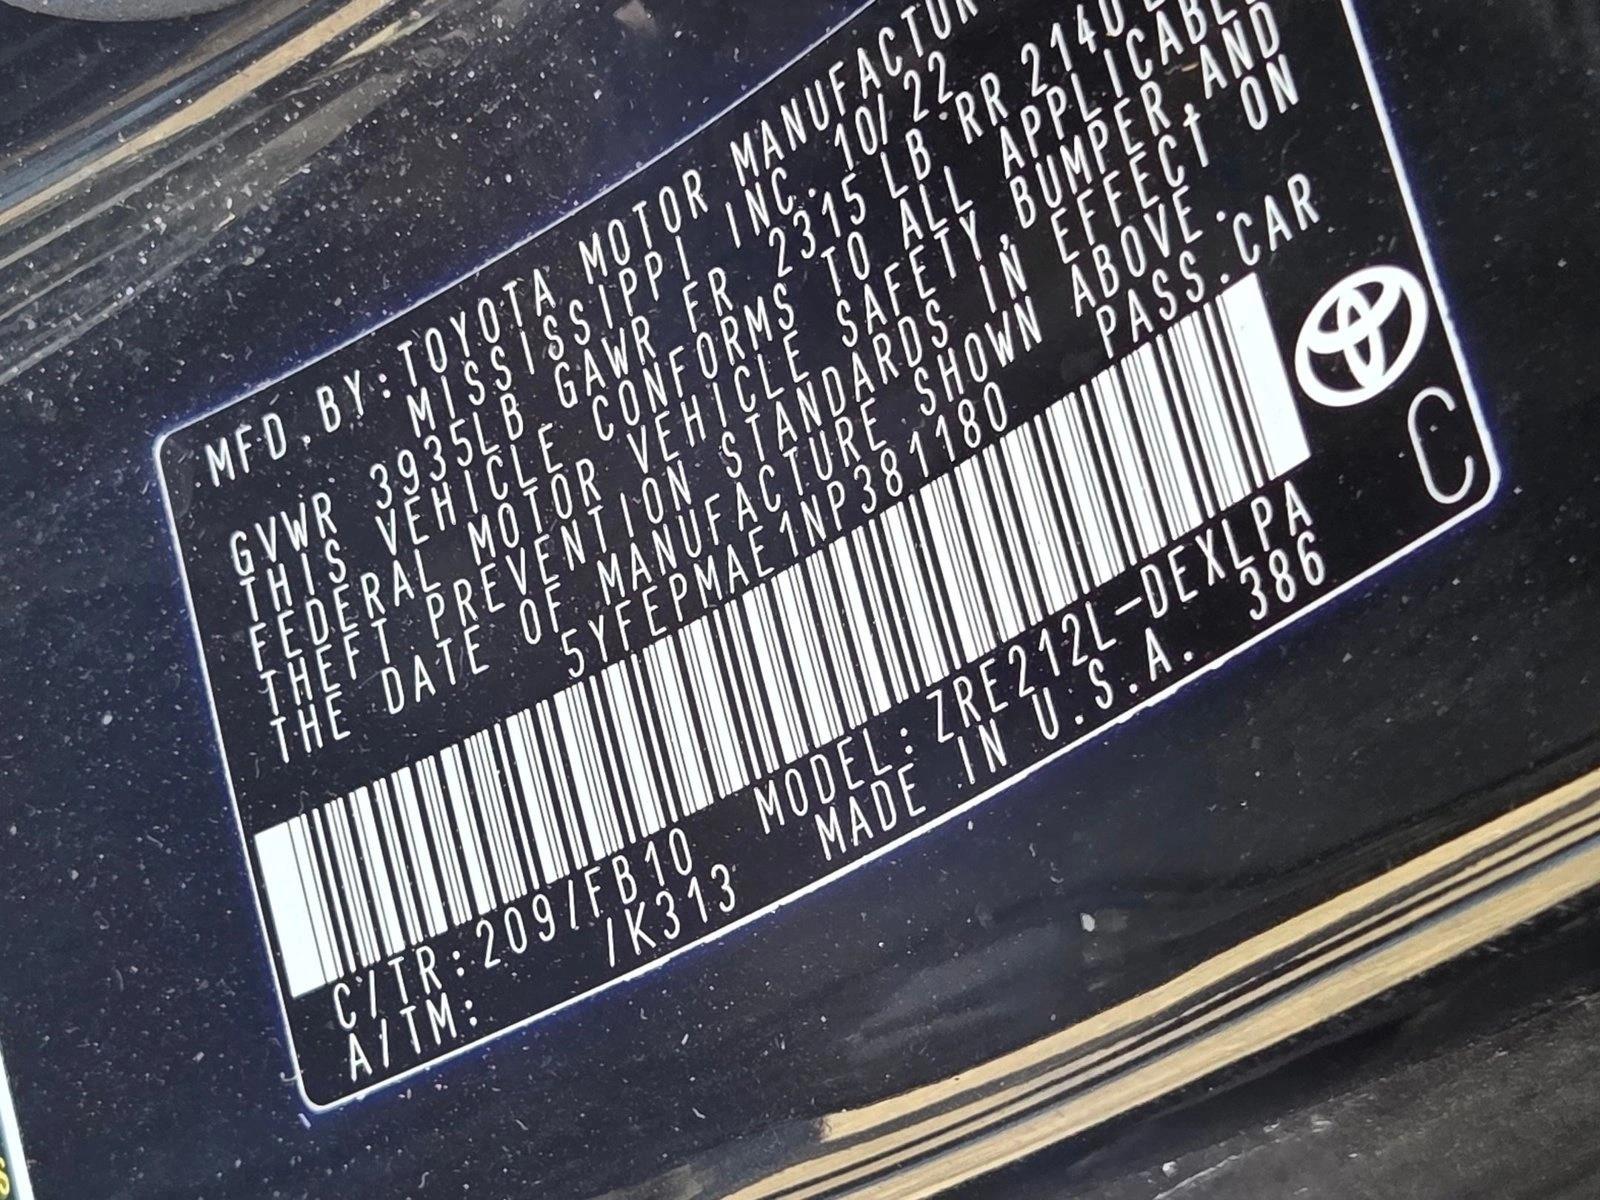 MFD.BY:TOYOTA MOTOR MANUFACTUR
MISSISSIPPI INC. 10/22
GVWR 3935LB GAWR FR 2315 LB RR 2140
THIS VEHICLE CONFORMS TO ALL APPLICABLE
FEDERAL MOTOR VEHICLE SAFETY,BUMPER,AND
THEFT PREVENTION STANDARDS IN EFFECT ON
THE DATE OF MANUFACTURE SHOWN ABOVE.
5YFEPMAE1NP381180 PASS.CAR
C/TR:209/FB10 MODEL:ZRE212L-DEXLPA
A/TM: /K313 MADE IN U.S.A. 386
C